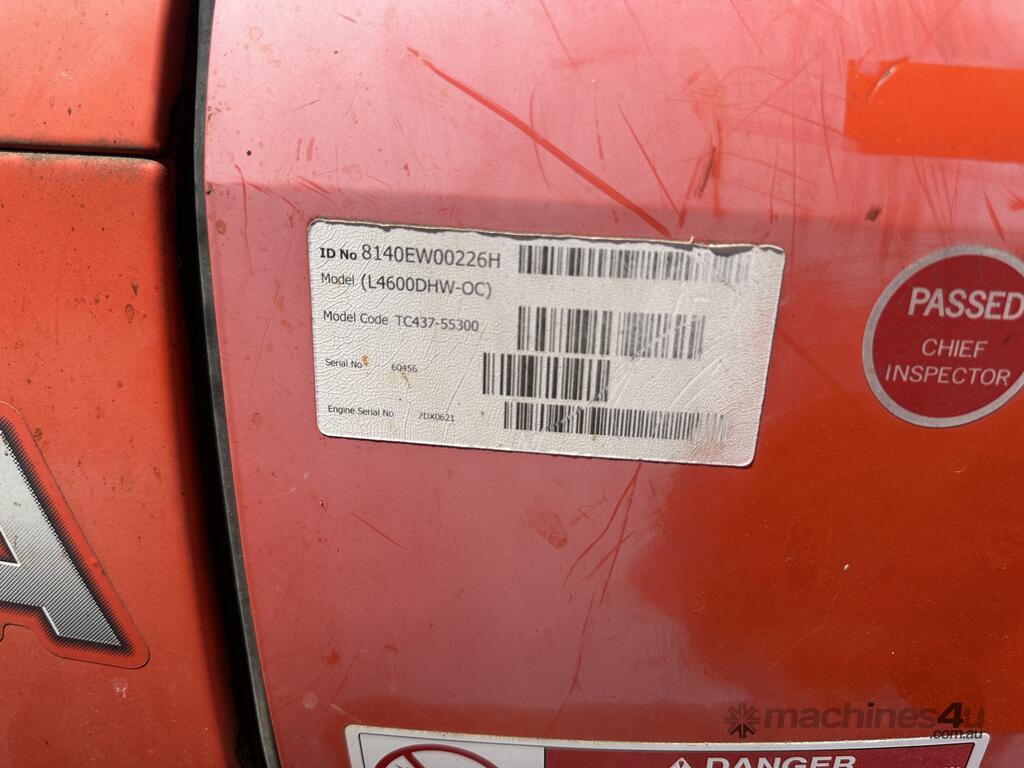 ID No 8140EW00226H
Model (L4600DHW-OC)
Model Code TC437-55300
Serial No 60456
Engine Serial No 7DX0621
PASSED
CHIEF
INSPECTOR
A
DANGER
machines4u
.com.au